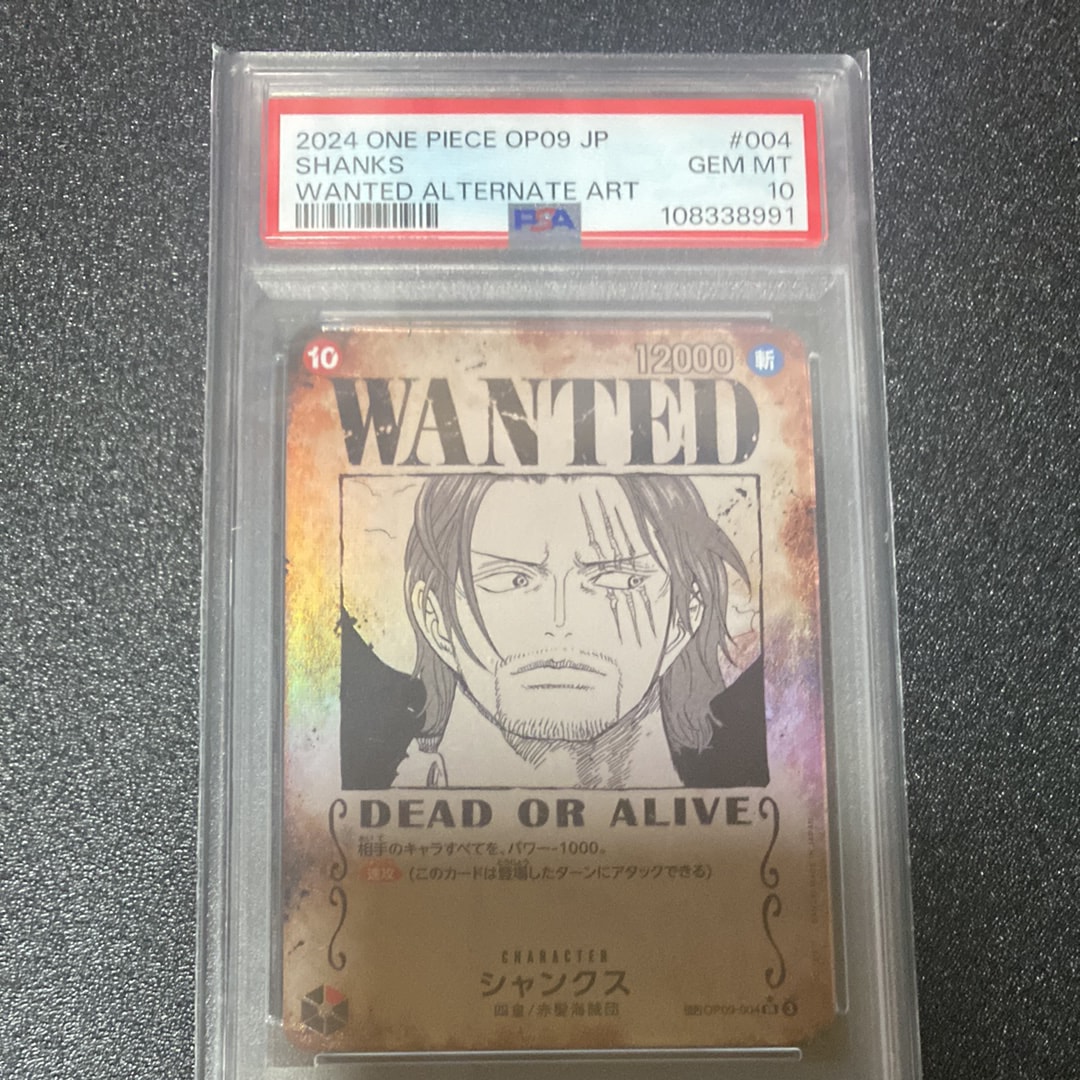 2024 ONE PIECE OP09 JP #004
SHANKS GEM MT
WANTED ALTERNATE ART 10
PSA 108338991
10 12000 斬
WANTED
DEAD OR ALIVE
相手のキャラすべてを、パワー-1000。
速攻 (このカードは登場したターンにアタックできる)
CHARACTER
シャンクス
四皇/赤髪海賊団
OP09-004 3